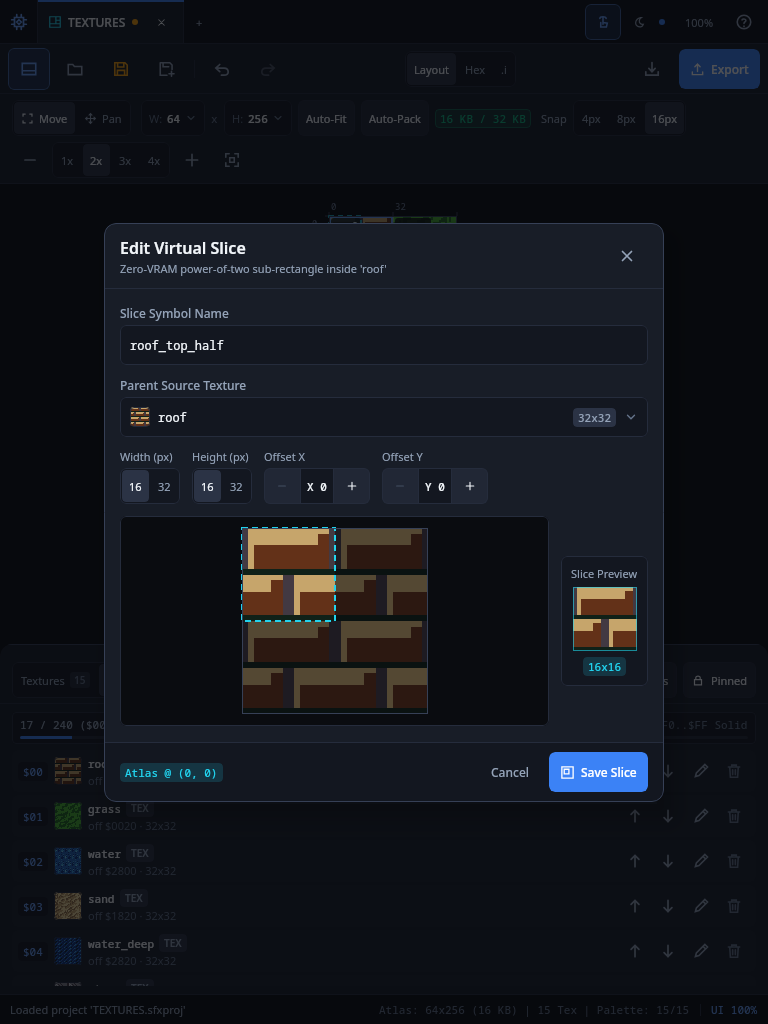 TEXTURES
+
100%
Layout Hex
Export
Move Pan W: 64 x H: 256 Auto-Fit Auto-Pack 16 KB / 32 KB Snap 4px 8px 16px
1x 2x 3x 4x
0 32
Edit Virtual Slice
Zero-VRAM power-of-two sub-rectangle inside 'roof'
Slice Symbol Name
roof_top_half
Parent Source Texture
roof 32x32
Width (px) Height (px) Offset X Offset Y
16 32 16 32 − X 0 + − Y 0 +
Slice Preview
16x16
Textures 15 Pinned
17 / 240 ($00 F0..$FF Solid
Atlas @ (0, 0) Cancel Save Slice
$00
$01 grass TEX
off $0020 · 32x32
$02 water TEX
off $2800 · 32x32
$03 sand TEX
off $1820 · 32x32
$04 water_deep TEX
off $2820 · 32x32
Loaded project 'TEXTURES.sfxproj' Atlas: 64x256 (16 KB) | 15 Tex | Palette: 15/15 | UI 100%